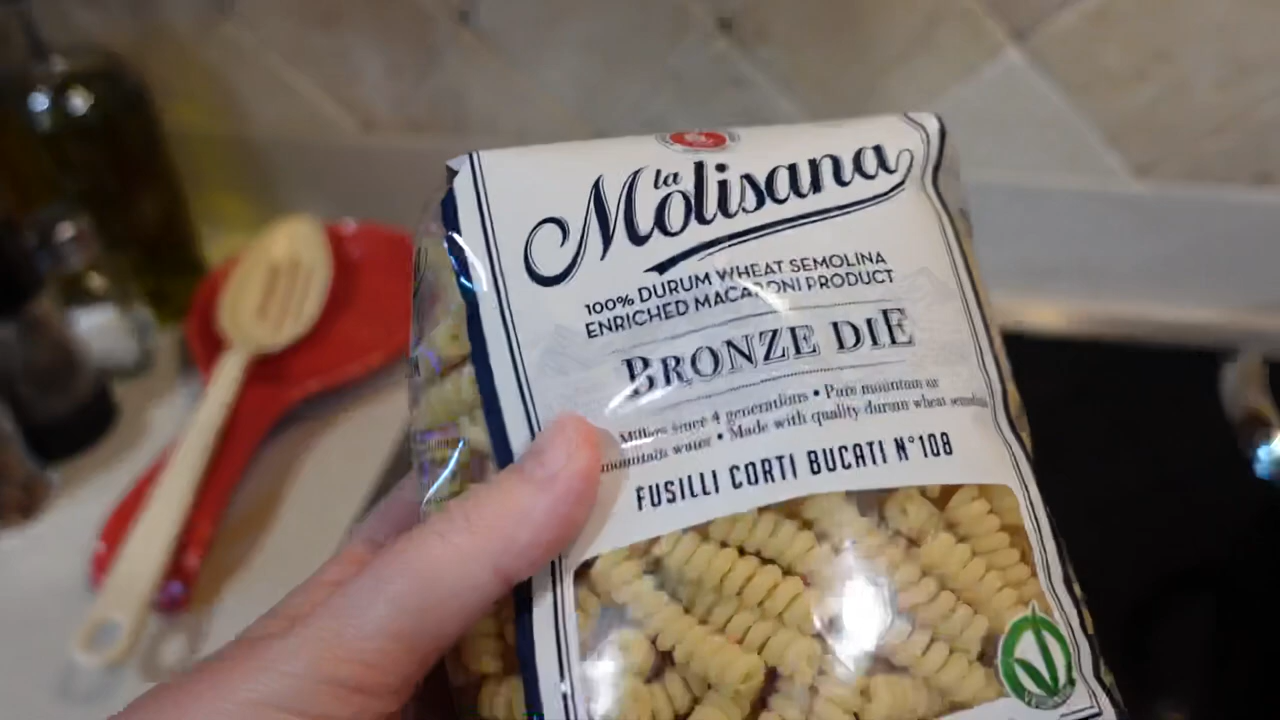 la
Molisana
100% DURUM WHEAT SEMOLINA
ENRICHED MACARONI PRODUCT
BRONZE DIE
Millers since 4 generations • Pure mountain air
mountain water • Made with quality durum wheat semolina
FUSILLI CORTI BUCATI N°108